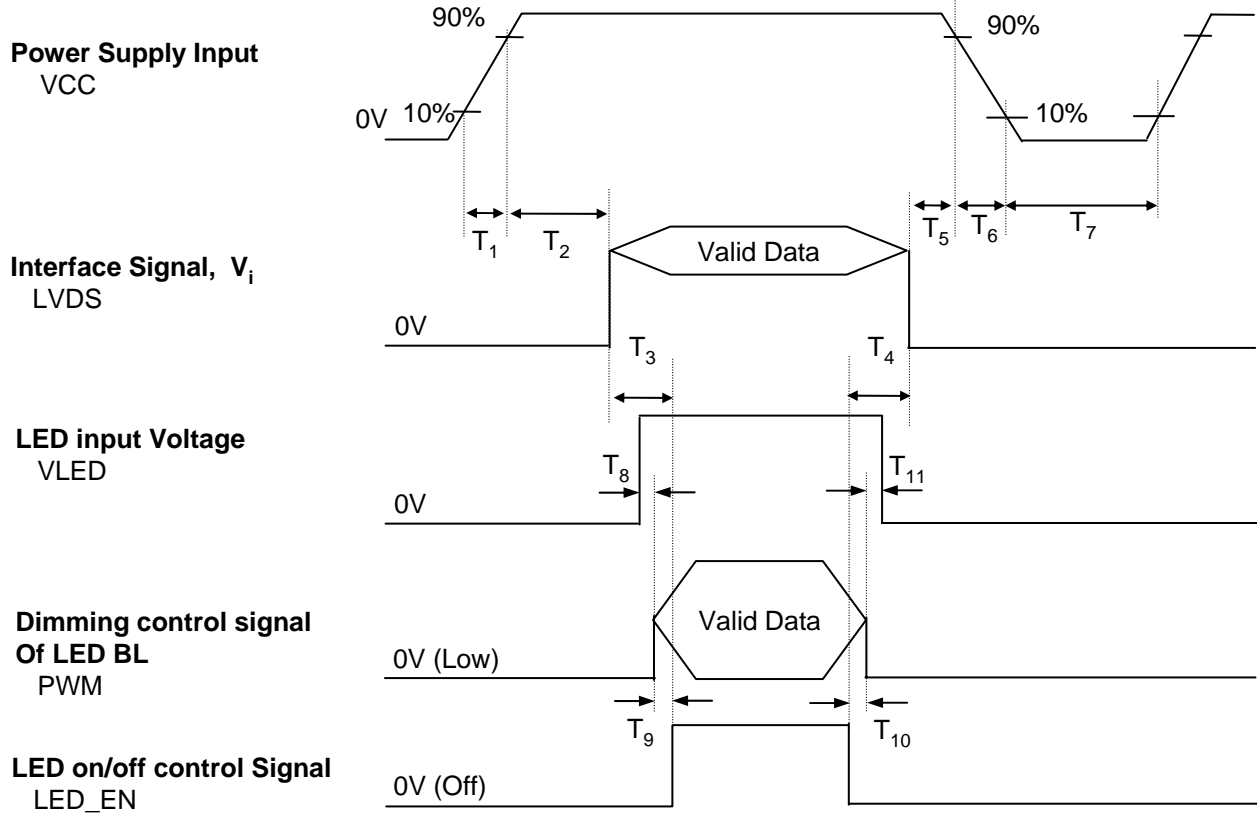 90%
90%
Power Supply Input
VCC
0V
10%
10%
T1
T2
T5
T6
T7
Interface Signal, Vi
LVDS
Valid Data
0V
T3
T4
LED input Voltage
VLED
T8
T11
0V
Dimming control signal
Of LED BL
PWM
Valid Data
0V (Low)
T9
T10
LED on/off control Signal
LED_EN
0V (Off)